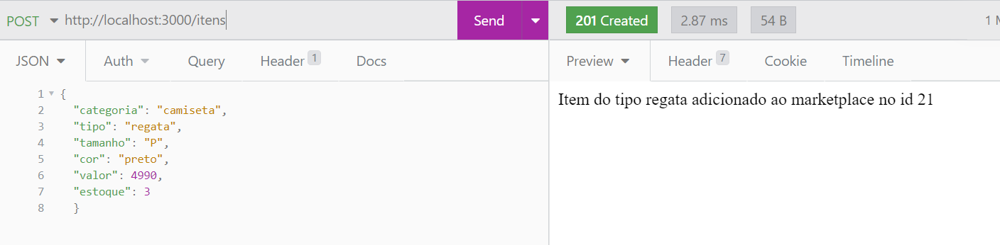 POST http://localhost:3000/itens Send 201 Created 2.87 ms 54 B 1 M
JSON Auth Query Header 1 Docs Preview Header 7 Cookie Timeline
1 {
2 "categoria": "camiseta",
3 "tipo": "regata",
4 "tamanho": "P",
5 "cor": "preto",
6 "valor": 4990,
7 "estoque": 3
8 }
Item do tipo regata adicionado ao marketplace no id 21